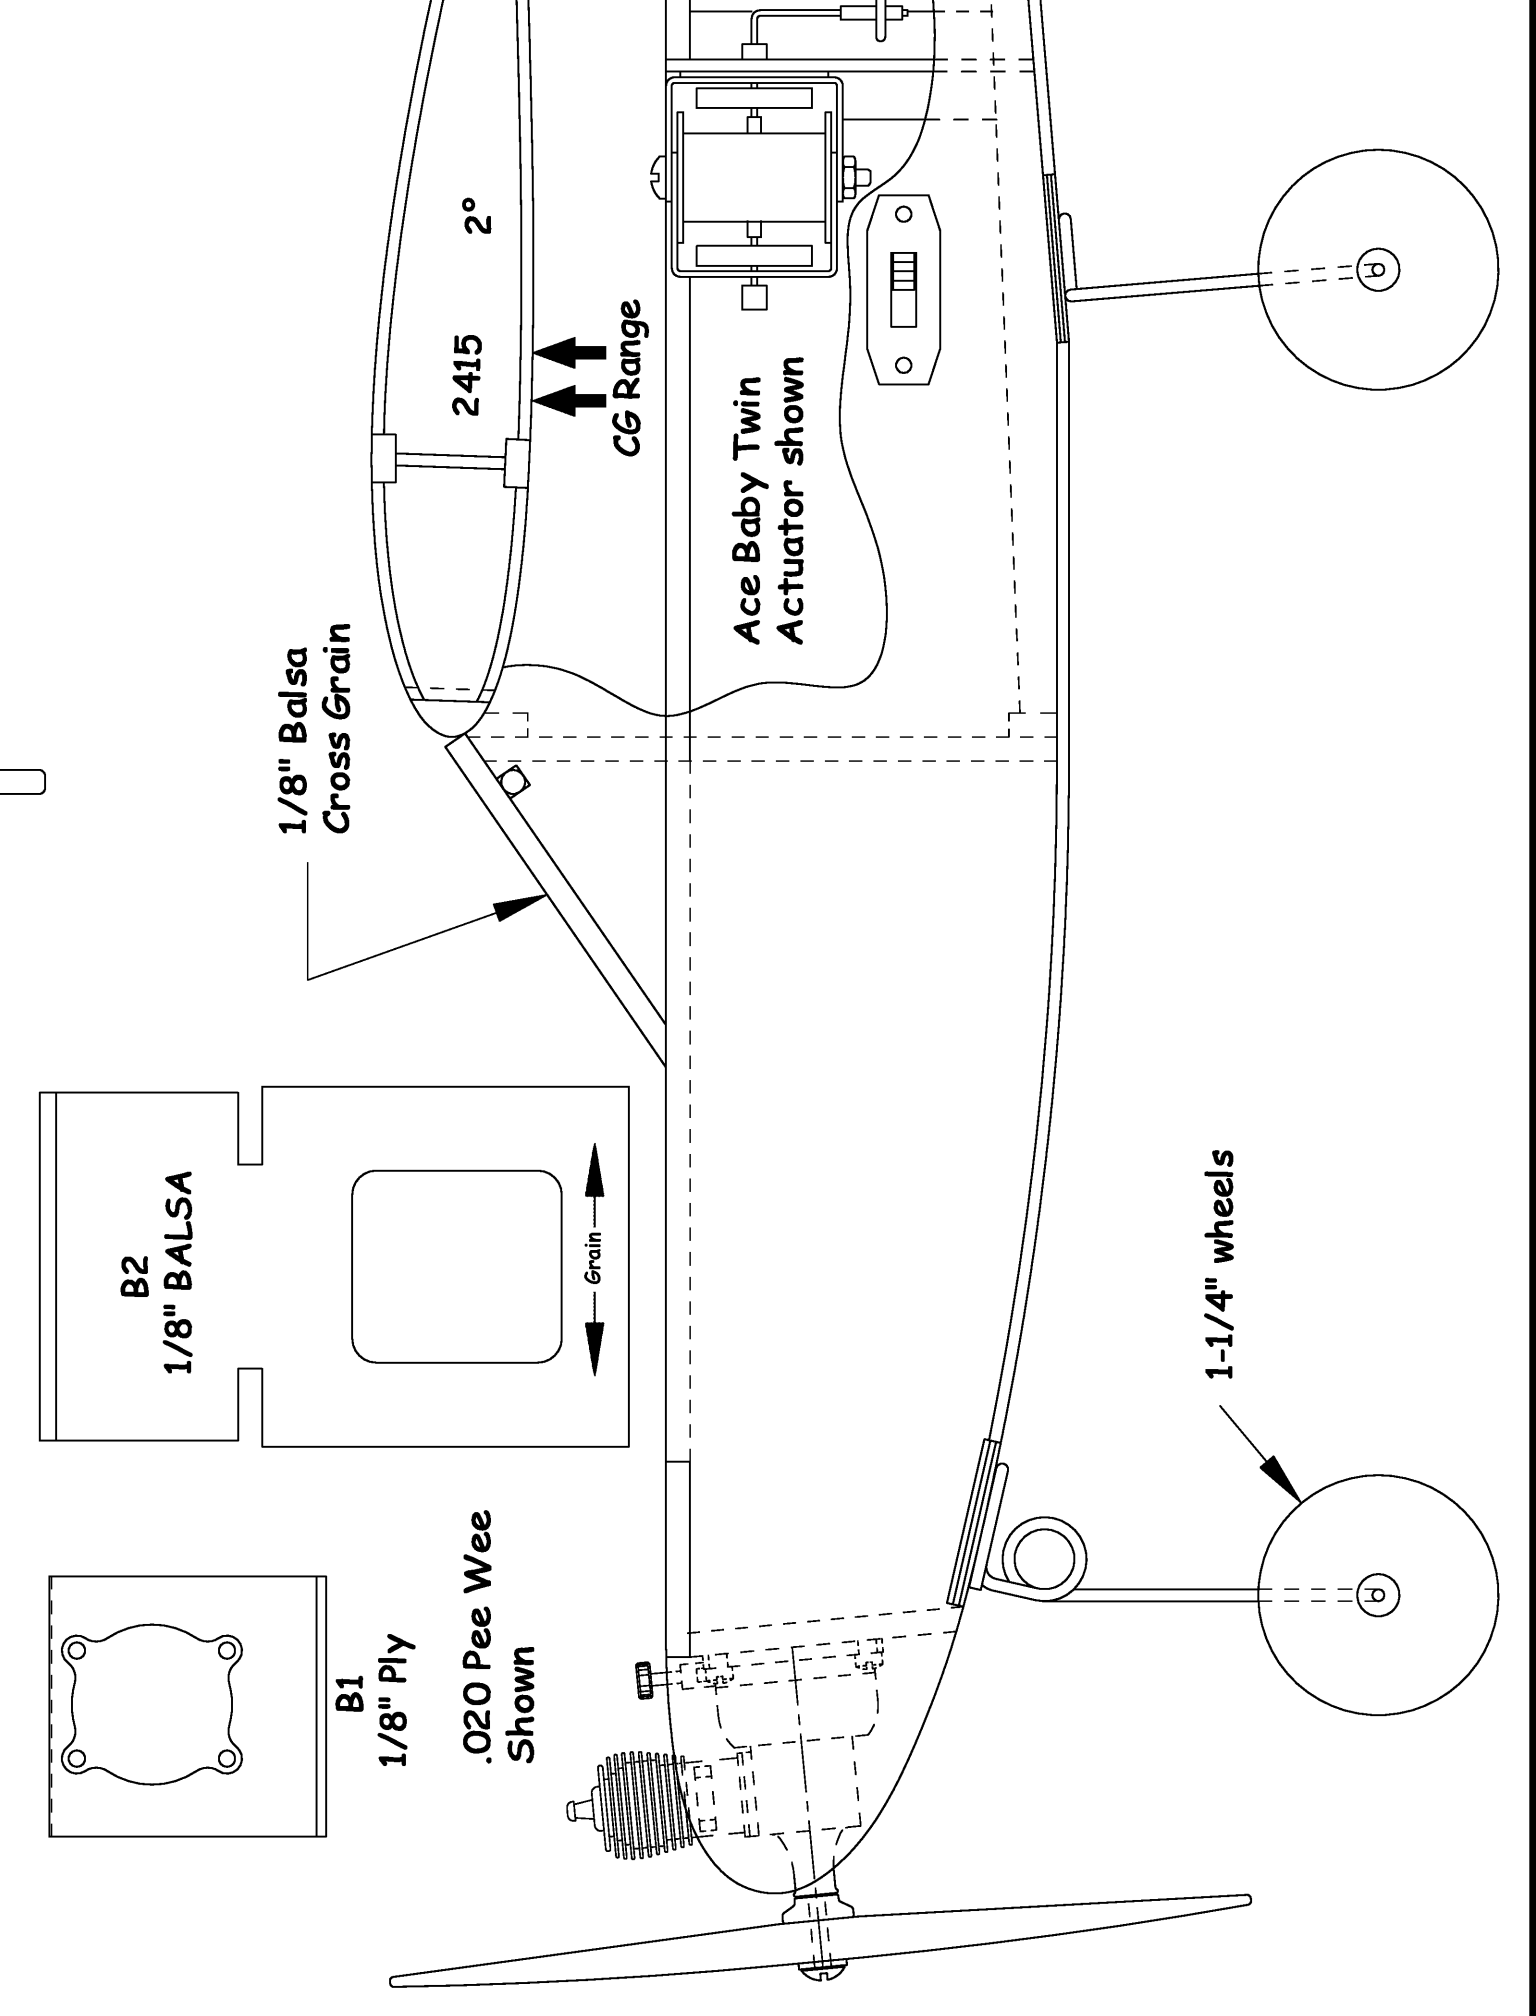 2°
2415
CG Range
Ace Baby Twin
Actuator shown
1/8" Balsa
Cross Grain
B2
1/8" BALSA
Grain
1-1/4" wheels
B1
1/8" Ply
.020 Pee Wee
Shown